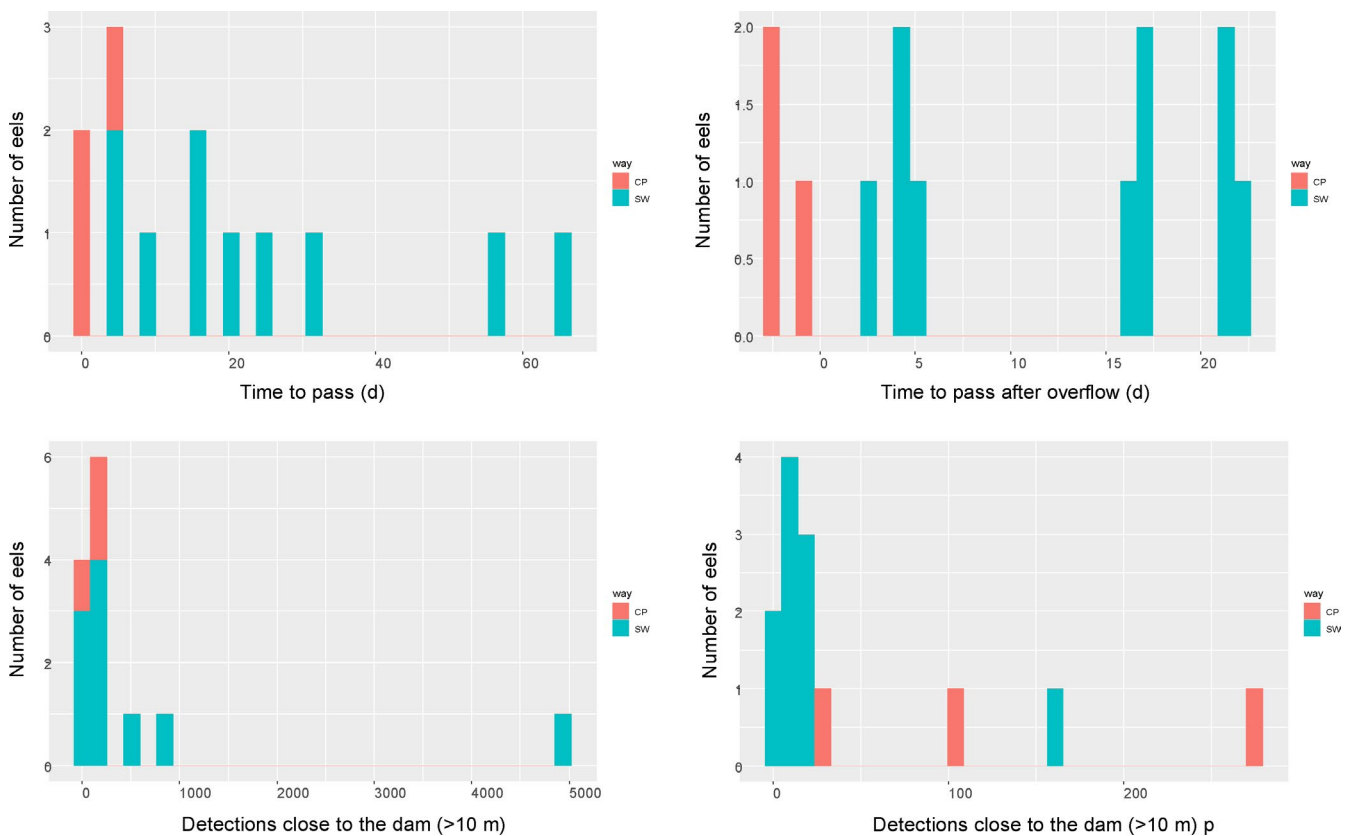 3
2
1
0
Number of eels
0
20
40
60
Time to pass (d)
way
CP
SW
2.0
1.5
1.0
0.5
0.0
Number of eels
0
5
10
15
20
Time to pass after overflow (d)
way
CP
SW
6
4
2
0
Number of eels
0
1000
2000
3000
4000
5000
Detections close to the dam (>10 m)
way
CP
SW
4
3
2
1
0
Number of eels
0
100
200
Detections close to the dam (>10 m) p
way
CP
SW